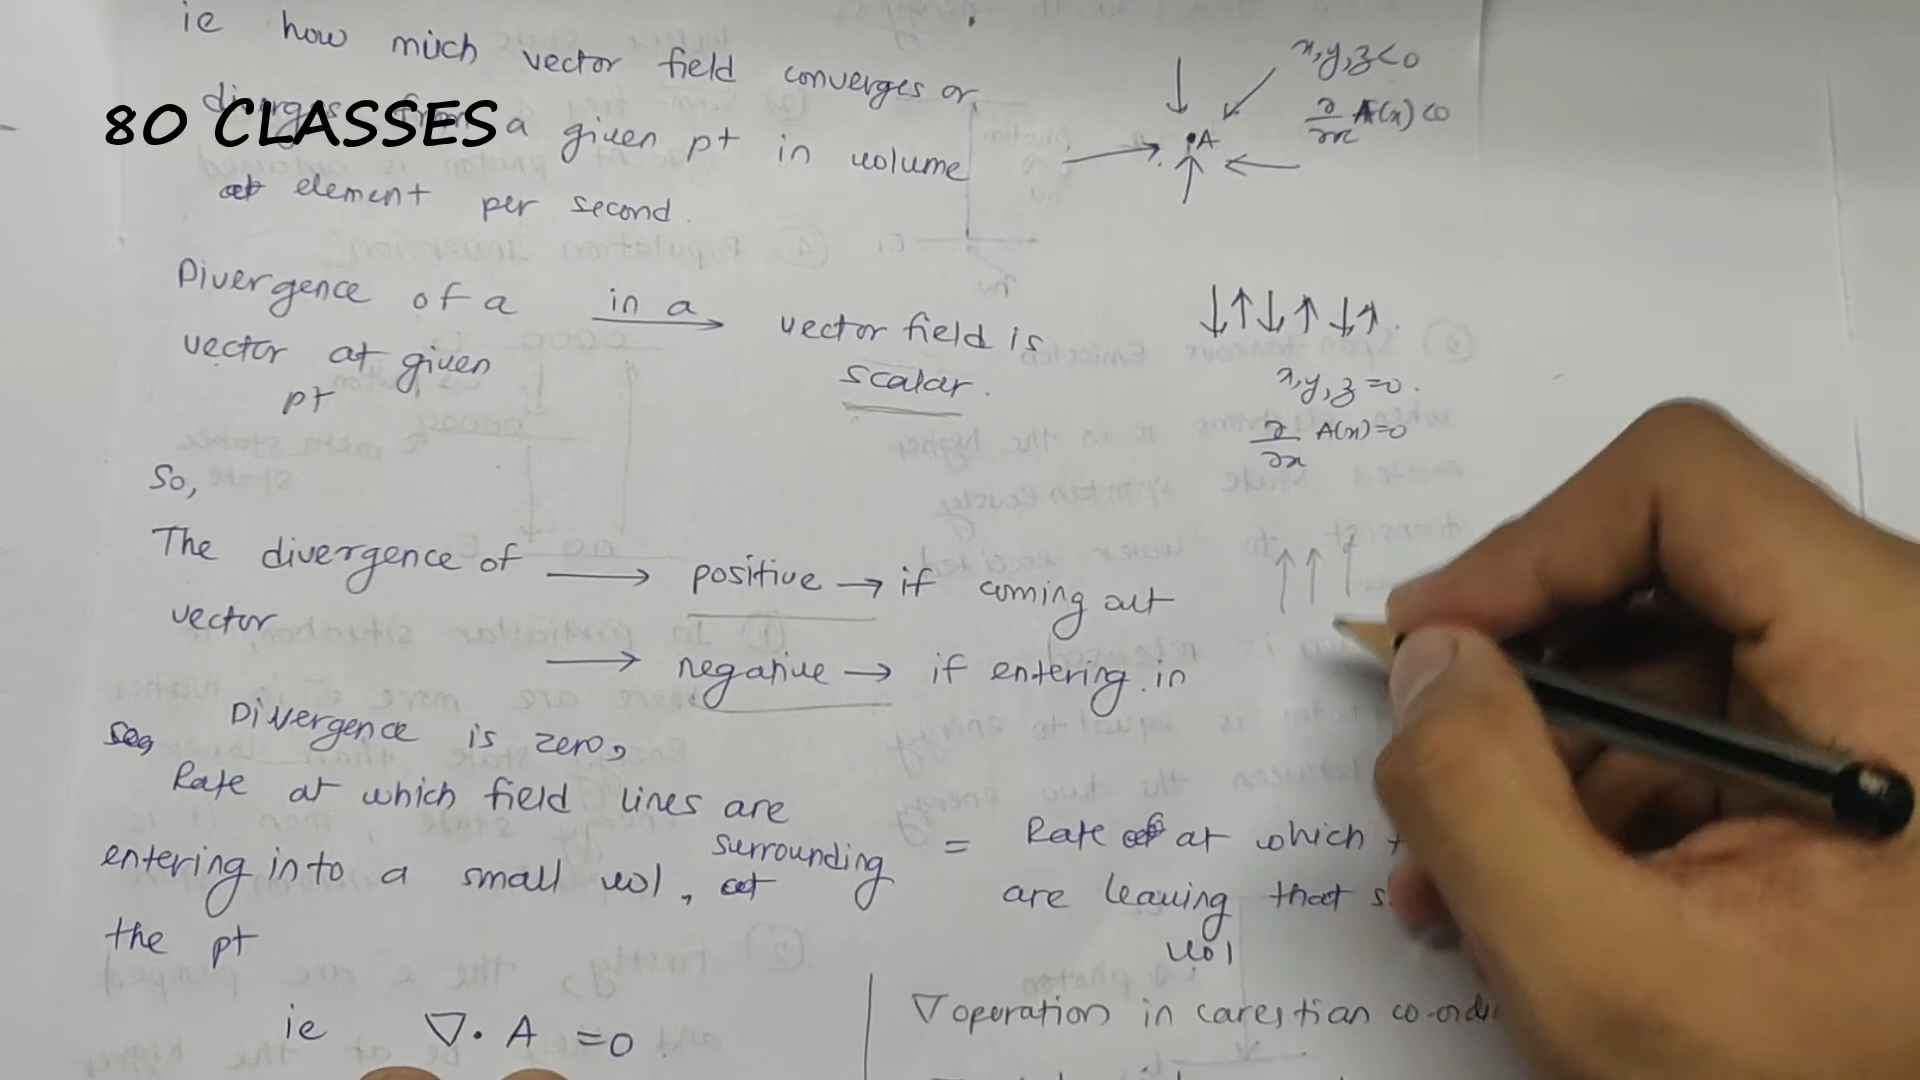 ie how much vector field converges or
80 CLASSES
diverges from a given pt in volume
element per second.
x,y,z<0
∂/∂x A(x)<0
A
Divergence of a in a vector field is
vector at given scalar.
pt
x,y,z=0.
∂/∂x A(x)=0
So,
The divergence of → positive → if coming out
vector
→ negative → if entering in
Divergence is zero,
Rate at which field lines are
entering into a small vol, surrounding = Rate at which
the pt
are leaving that
vol
ie ∇. A =0
∇ operation in carestian